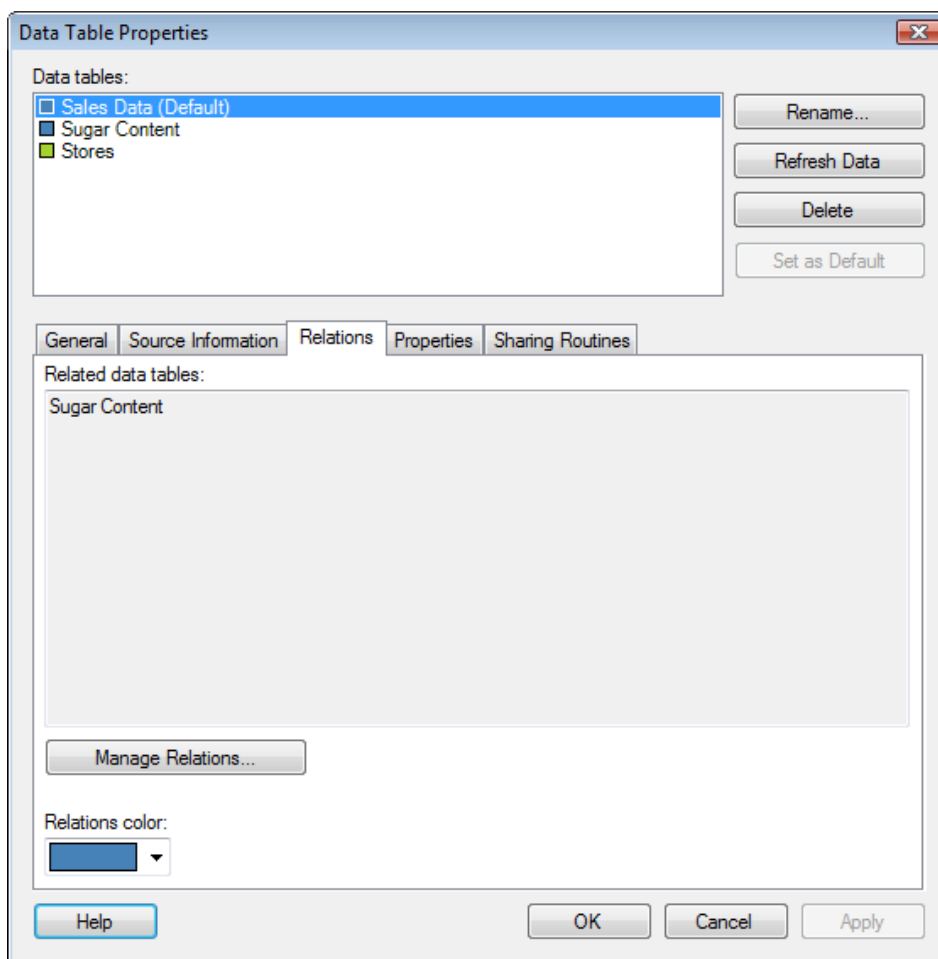 Data Table Properties
Data tables:
Sales Data (Default)
Sugar Content
Stores
Rename...
Refresh Data
Delete
Set as Default
General Source Information Relations Properties Sharing Routines
Related data tables:
Sugar Content
Manage Relations...
Relations color:
Help OK Cancel Apply